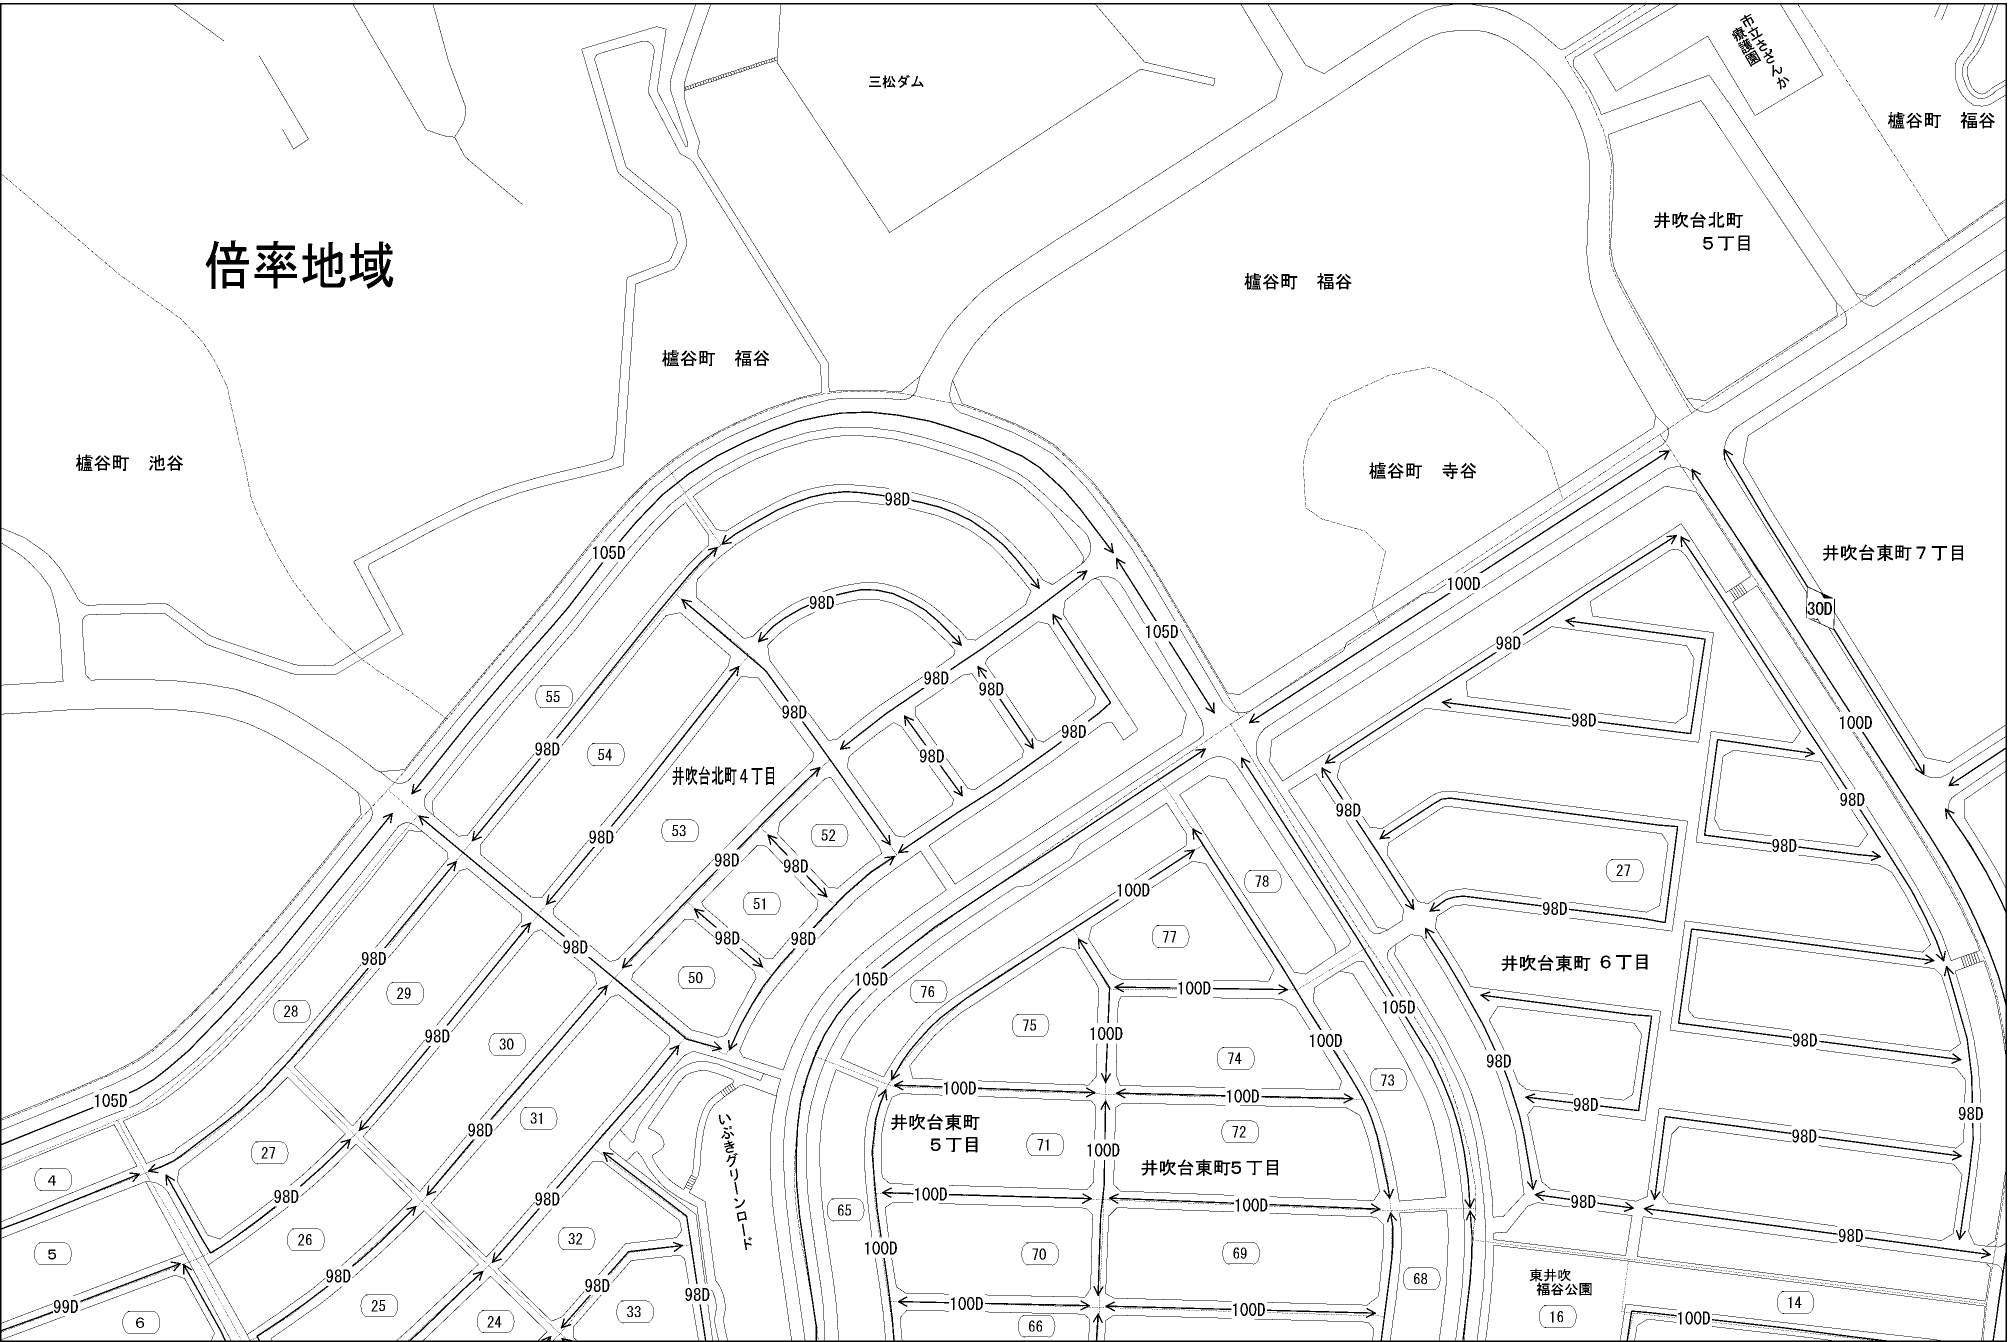 市立さざんか
療護園
三松ダム
櫨谷町 福谷
井吹台北町
5丁目
倍率地域
櫨谷町 福谷
櫨谷町 福谷
櫨谷町 池谷
櫨谷町 寺谷
98D
105D
井吹台東町7丁目
100D
98D
30D
105D
98D
98D
98D
55
98D
98D
98D
100D
98D
54
98D
98D
井吹台北町4丁目
98D
98D
53
52
98D
98D
98D
98D
27
78
100D
51
98D
98D
77
98D
98D
98D
98D
井吹台東町 6丁目
50
105D
100D
76
29
28
105D
75
100D
98D
30
100D
98D
74
98D
73
105D
31
100D
100D
98D
98D
98D
井吹台東町
5丁目
71
100D
72
98D
いぶきグリーンロード
井吹台東町5丁目
27
4
98D
98D
100D
100D
98D
65
26
32
5
100D
70
69
98D
98D
98D
98D
68
東井吹
福谷公園
99D
25
33
100D
100D
14
6
24
66
16
100D